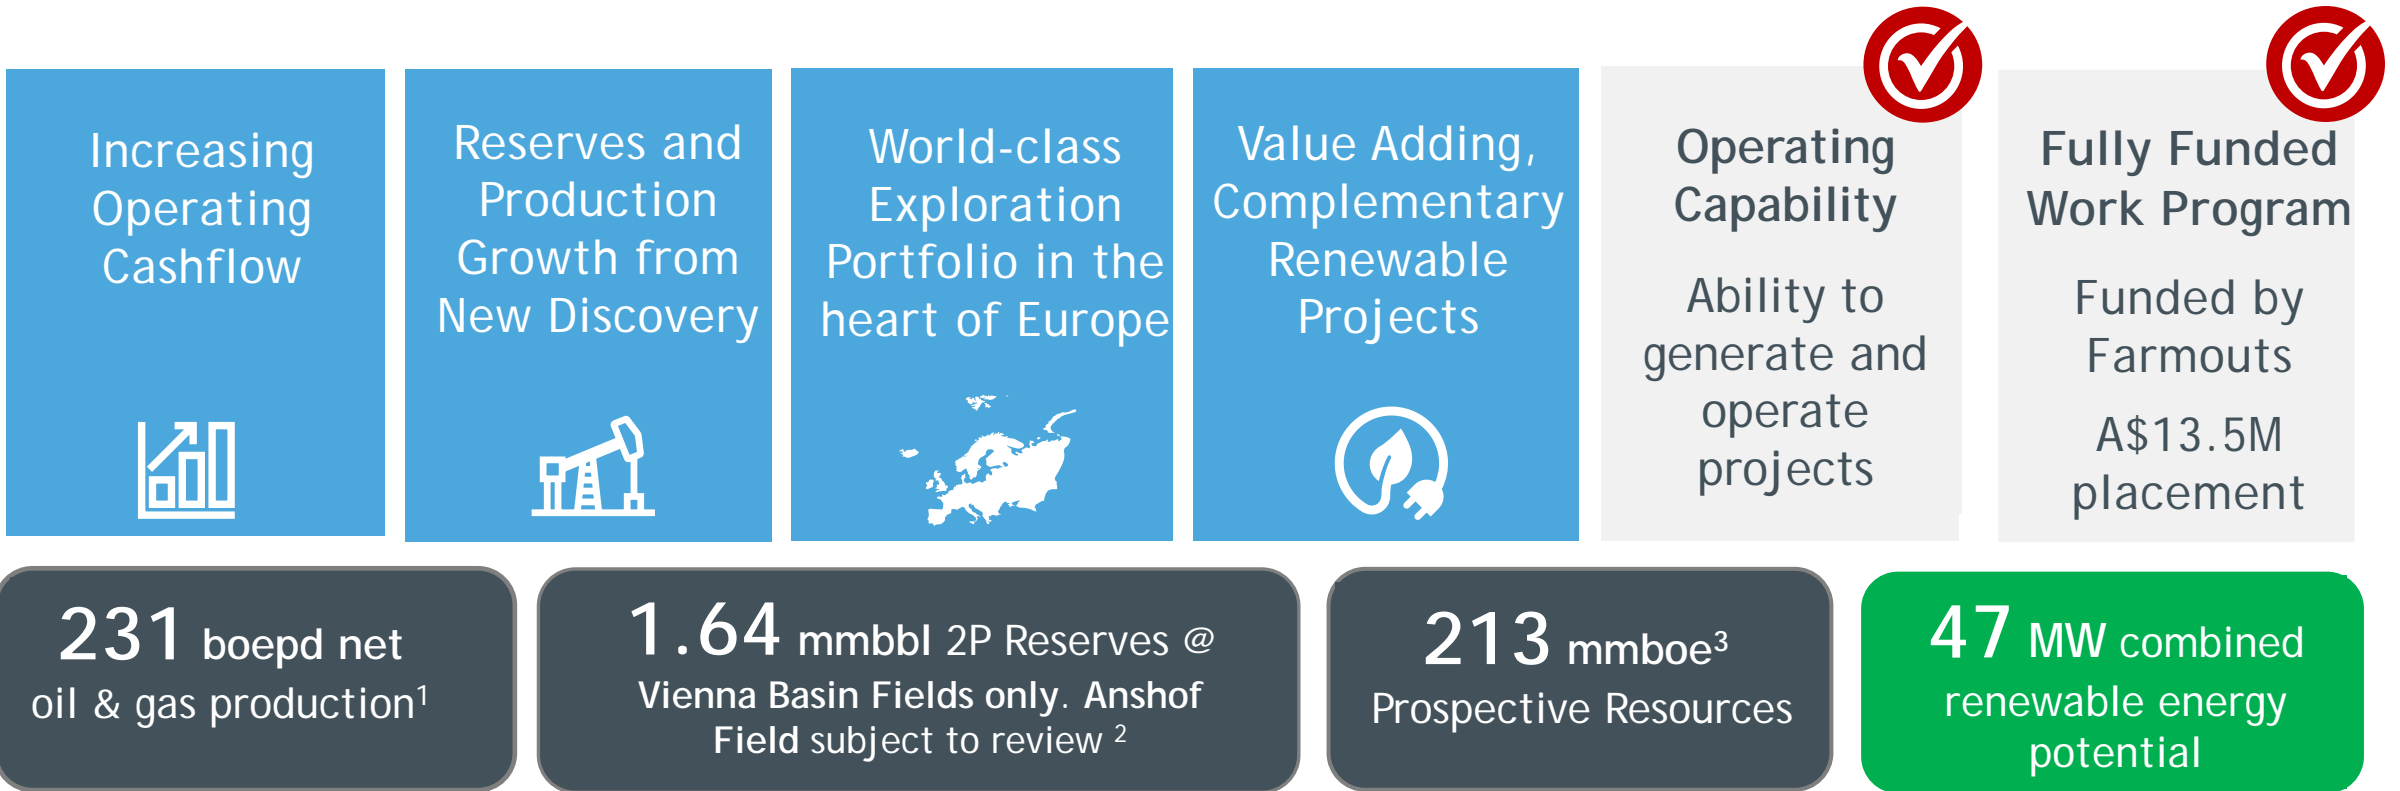 Increasing
Operating
Cashflow
Reserves and
Production
Growth from
New Discovery
World-class
Exploration
Portfolio in the
heart of Europe
Value Adding,
Complementary
Renewable
Projects
Operating
Capability
Ability to
generate and
operate
projects
Fully Funded
Work Program
Funded by
Farmouts
A$13.5M
placement
231 boepd net
oil & gas production¹
1.64 mmbbl 2P Reserves @
Vienna Basin Fields only. Anshof
Field subject to review ²
213 mmboe³
Prospective Resources
47 MW combined
renewable energy
potential